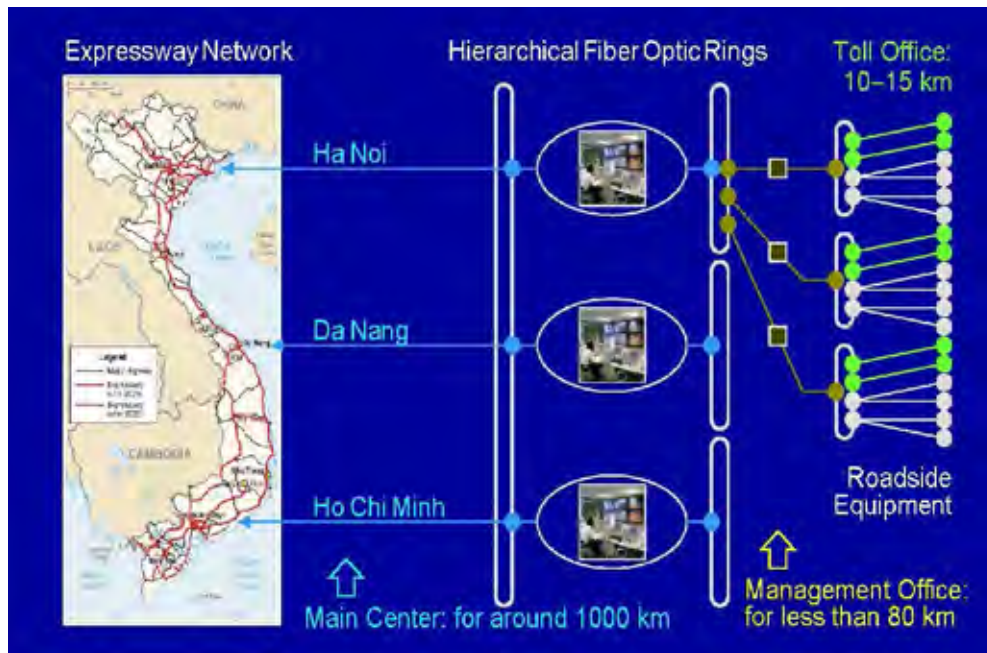 Expressway Network
Hierarchical Fiber Optic Rings
Toll Office:
10–15 km
CHINA
Ha Noi
LAOS
Da Nang
Legend
CAMBODIA
Ho Chi Minh
Roadside
Equipment
Main Center: for around 1000 km
Management Office:
for less than 80 km